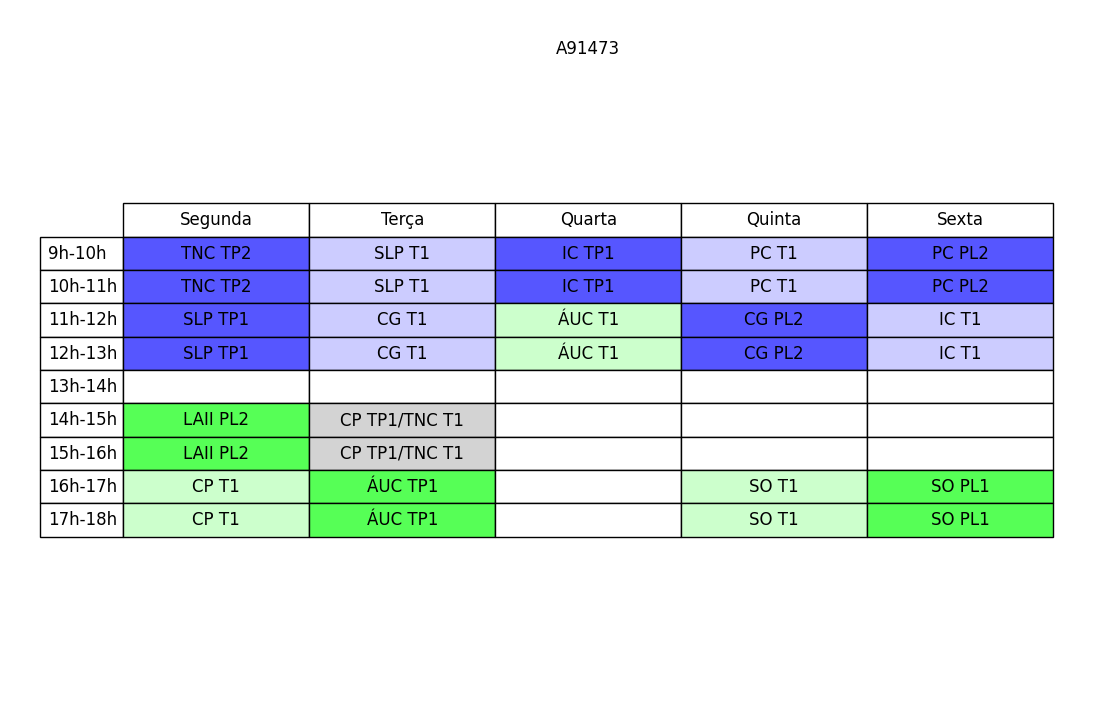 A91473
Segunda Terça Quarta Quinta Sexta
9h-10h TNC TP2 SLP T1 IC TP1 PC T1 PC PL2
10h-11h TNC TP2 SLP T1 IC TP1 PC T1 PC PL2
11h-12h SLP TP1 CG T1 ÁUC T1 CG PL2 IC T1
12h-13h SLP TP1 CG T1 ÁUC T1 CG PL2 IC T1
13h-14h
14h-15h LAII PL2 CP TP1/TNC T1
15h-16h LAII PL2 CP TP1/TNC T1
16h-17h CP T1 ÁUC TP1 SO T1 SO PL1
17h-18h CP T1 ÁUC TP1 SO T1 SO PL1